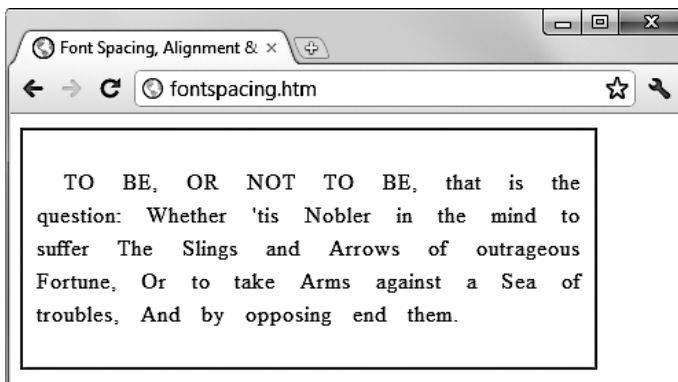 Font Spacing, Alignment &
fontspacing.htm
TO BE, OR NOT TO BE, that is the
question: Whether 'tis Nobler in the mind to
suffer The Slings and Arrows of outrageous
Fortune, Or to take Arms against a Sea of
troubles, And by opposing end them.